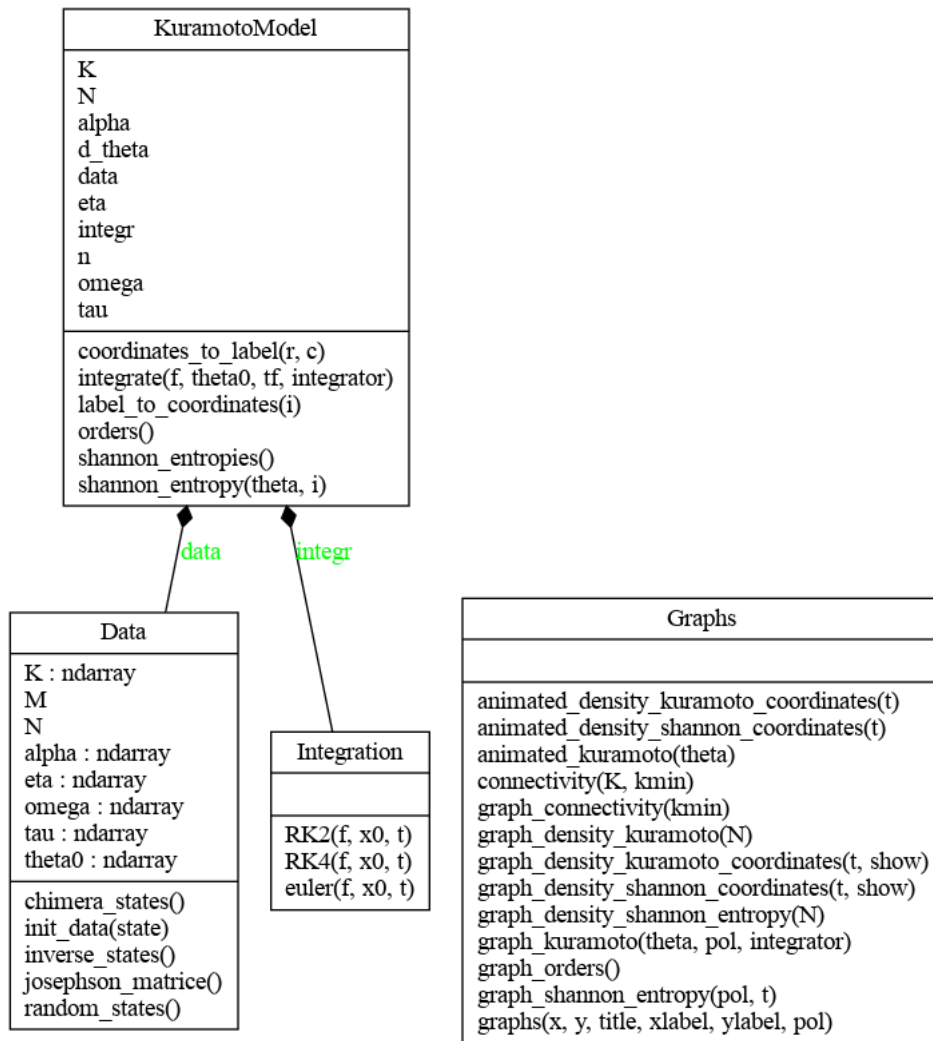 KuramotoModel
K
N
alpha
d_theta
data
eta
integr
n
omega
tau
coordinates_to_label(r, c)
integrate(f, theta0, tf, integrator)
label_to_coordinates(i)
orders()
shannon_entropies()
shannon_entropy(theta, i)
data
integr
Data
K : ndarray
M
N
alpha : ndarray
eta : ndarray
omega : ndarray
tau : ndarray
theta0 : ndarray
chimera_states()
init_data(state)
inverse_states()
josephson_matrice()
random_states()
Integration
RK2(f, x0, t)
RK4(f, x0, t)
euler(f, x0, t)
Graphs
animated_density_kuramoto_coordinates(t)
animated_density_shannon_coordinates(t)
animated_kuramoto(theta)
connectivity(K, kmin)
graph_connectivity(kmin)
graph_density_kuramoto(N)
graph_density_kuramoto_coordinates(t, show)
graph_density_shannon_coordinates(t, show)
graph_density_shannon_entropy(N)
graph_kuramoto(theta, pol, integrator)
graph_orders()
graph_shannon_entropy(pol, t)
graphs(x, y, title, xlabel, ylabel, pol)